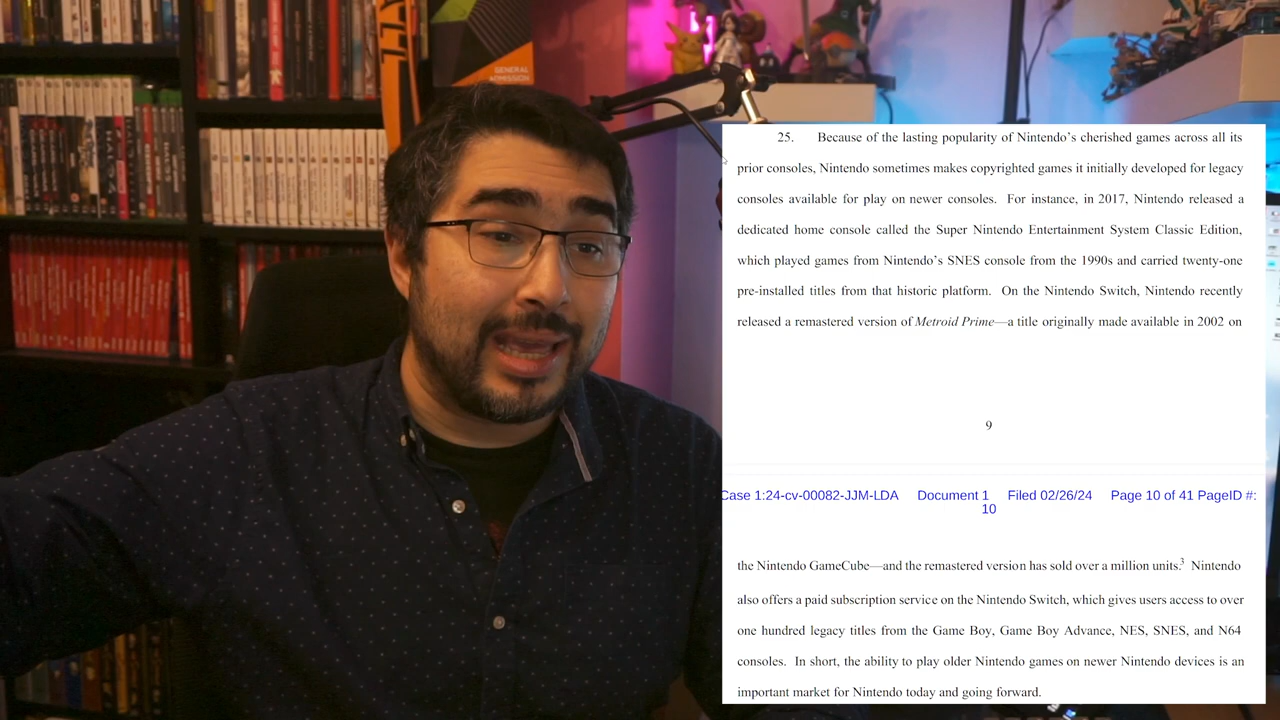 GENERAL
ADMISSION
25. Because of the lasting popularity of Nintendo’s cherished games across all its
prior consoles, Nintendo sometimes makes copyrighted games it initially developed for legacy
consoles available for play on newer consoles. For instance, in 2017, Nintendo released a
dedicated home console called the Super Nintendo Entertainment System Classic Edition,
which played games from Nintendo’s SNES console from the 1990s and carried twenty-one
pre-installed titles from that historic platform. On the Nintendo Switch, Nintendo recently
released a remastered version of Metroid Prime—a title originally made available in 2002 on
9
Case 1:24-cv-00082-JJM-LDA Document 1 Filed 02/26/24 Page 10 of 41 PageID #:
10
the Nintendo GameCube—and the remastered version has sold over a million units.3 Nintendo
also offers a paid subscription service on the Nintendo Switch, which gives users access to over
one hundred legacy titles from the Game Boy, Game Boy Advance, NES, SNES, and N64
consoles. In short, the ability to play older Nintendo games on newer Nintendo devices is an
important market for Nintendo today and going forward.